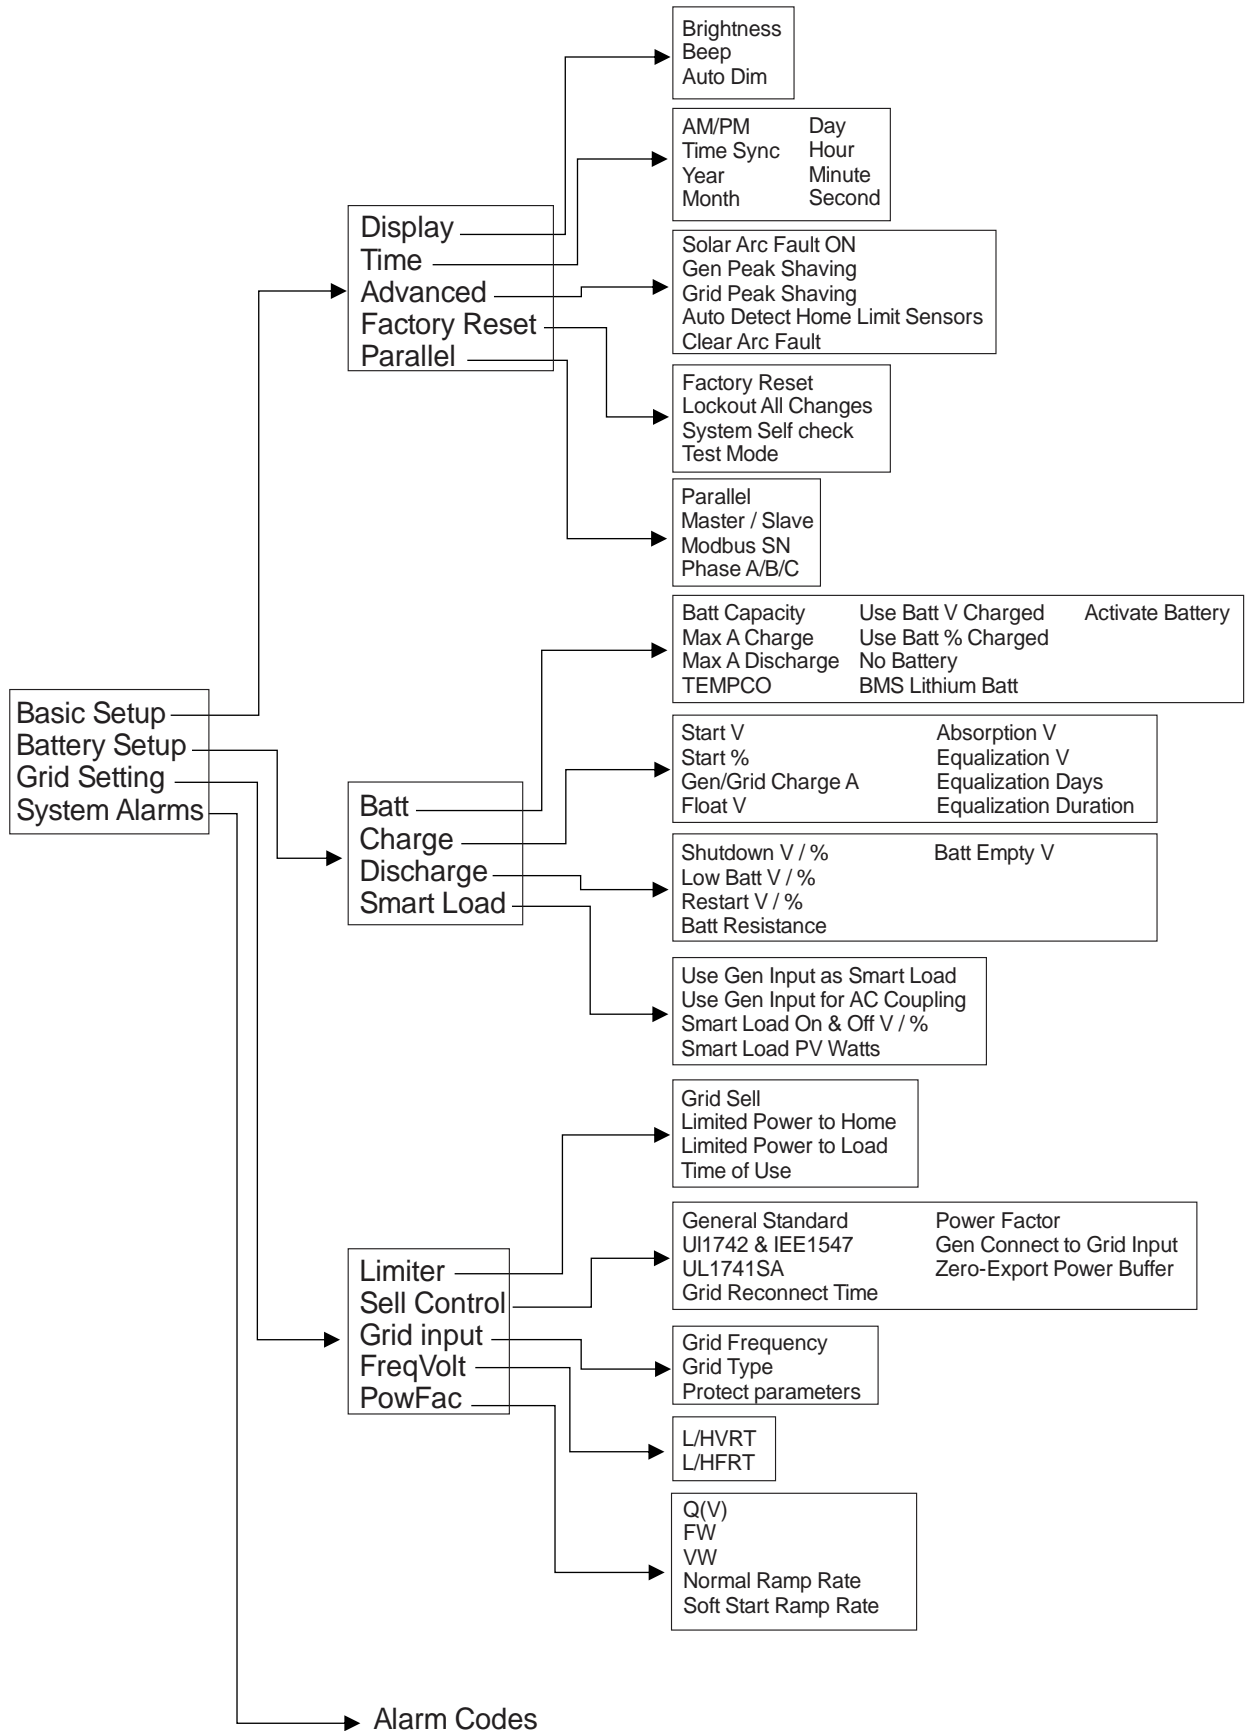 Brightness
Beep
Auto Dim
AM/PM Day
Time Sync Hour
Year Minute
Month Second
Display
Time
Advanced
Factory Reset
Parallel
Solar Arc Fault ON
Gen Peak Shaving
Grid Peak Shaving
Auto Detect Home Limit Sensors
Clear Arc Fault
Factory Reset
Lockout All Changes
System Self check
Test Mode
Parallel
Master / Slave
Modbus SN
Phase A/B/C
Batt Capacity Use Batt V Charged Activate Battery
Max A Charge Use Batt % Charged
Max A Discharge No Battery
TEMPCO BMS Lithium Batt
Basic Setup
Battery Setup
Grid Setting
System Alarms
Start V Absorption V
Start % Equalization V
Gen/Grid Charge A Equalization Days
Float V Equalization Duration
Batt
Charge
Discharge
Smart Load
Shutdown V / % Batt Empty V
Low Batt V / %
Restart V / %
Batt Resistance
Use Gen Input as Smart Load
Use Gen Input for AC Coupling
Smart Load On & Off V / %
Smart Load PV Watts
Grid Sell
Limited Power to Home
Limited Power to Load
Time of Use
General Standard Power Factor
Ul1742 & IEE1547 Gen Connect to Grid Input
UL1741SA Zero-Export Power Buffer
Grid Reconnect Time
Limiter
Sell Control
Grid input
FreqVolt
PowFac
Grid Frequency
Grid Type
Protect parameters
L/HVRT
L/HFRT
Q(V)
FW
VW
Normal Ramp Rate
Soft Start Ramp Rate
Alarm Codes